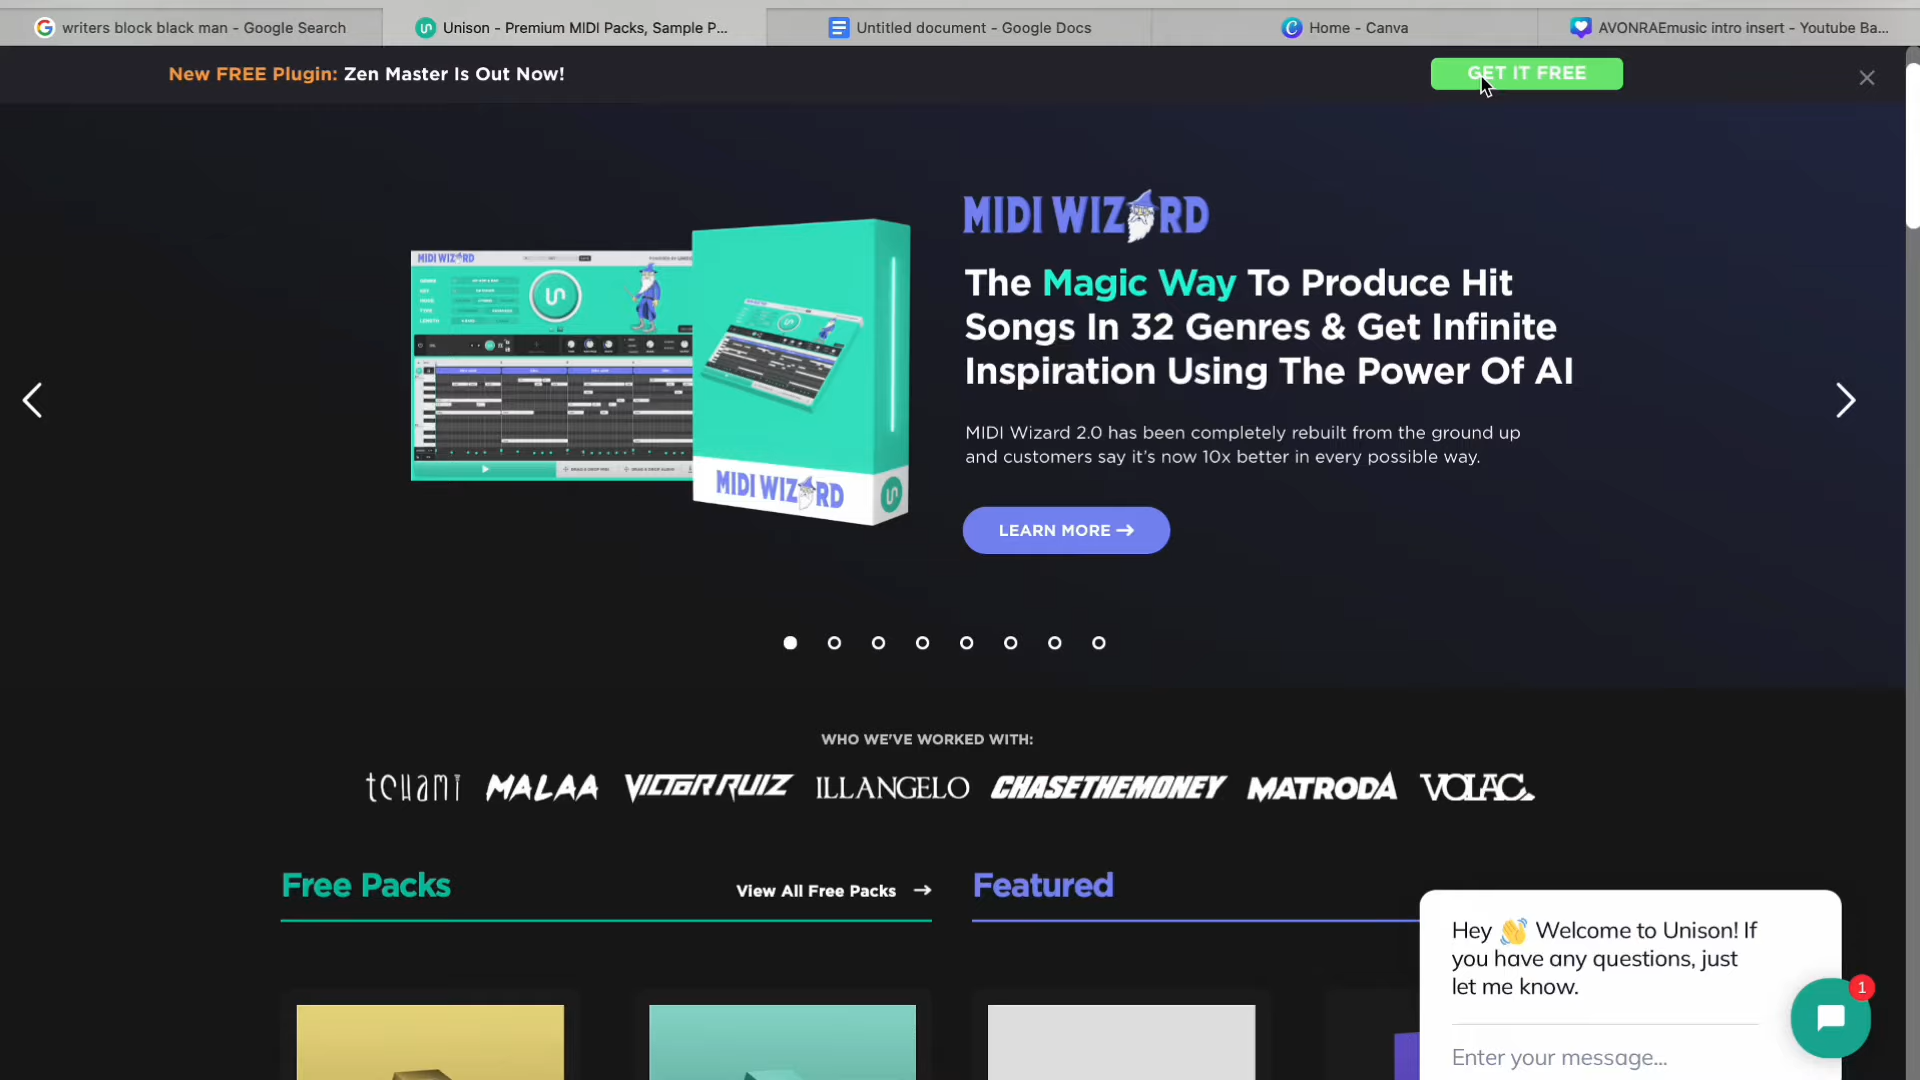 writers block black man - Google Search
Unison - Premium MIDI Packs, Sample P...
Untitled document - Google Docs
Home - Canva
AVONRAEmusic intro insert - Youtube Ba...
New FREE Plugin: Zen Master Is Out Now!
GET IT FREE
MIDI WIZARD
The Magic Way To Produce Hit
Songs In 32 Genres & Get Infinite
Inspiration Using The Power Of AI
MIDI Wizard 2.0 has been completely rebuilt from the ground up
and customers say it's now 10x better in every possible way.
LEARN MORE →
MIDI WIZARD
MIDI WIZARD
WHO WE'VE WORKED WITH:
TCHAMI MALAA VICTOR RUIZ ILLANGELO CHASETHEMONEY MATRODA VOLAC
Free Packs
View All Free Packs →
Featured
Hey 👋 Welcome to Unison! If
you have any questions, just
let me know.
1
Enter your message...